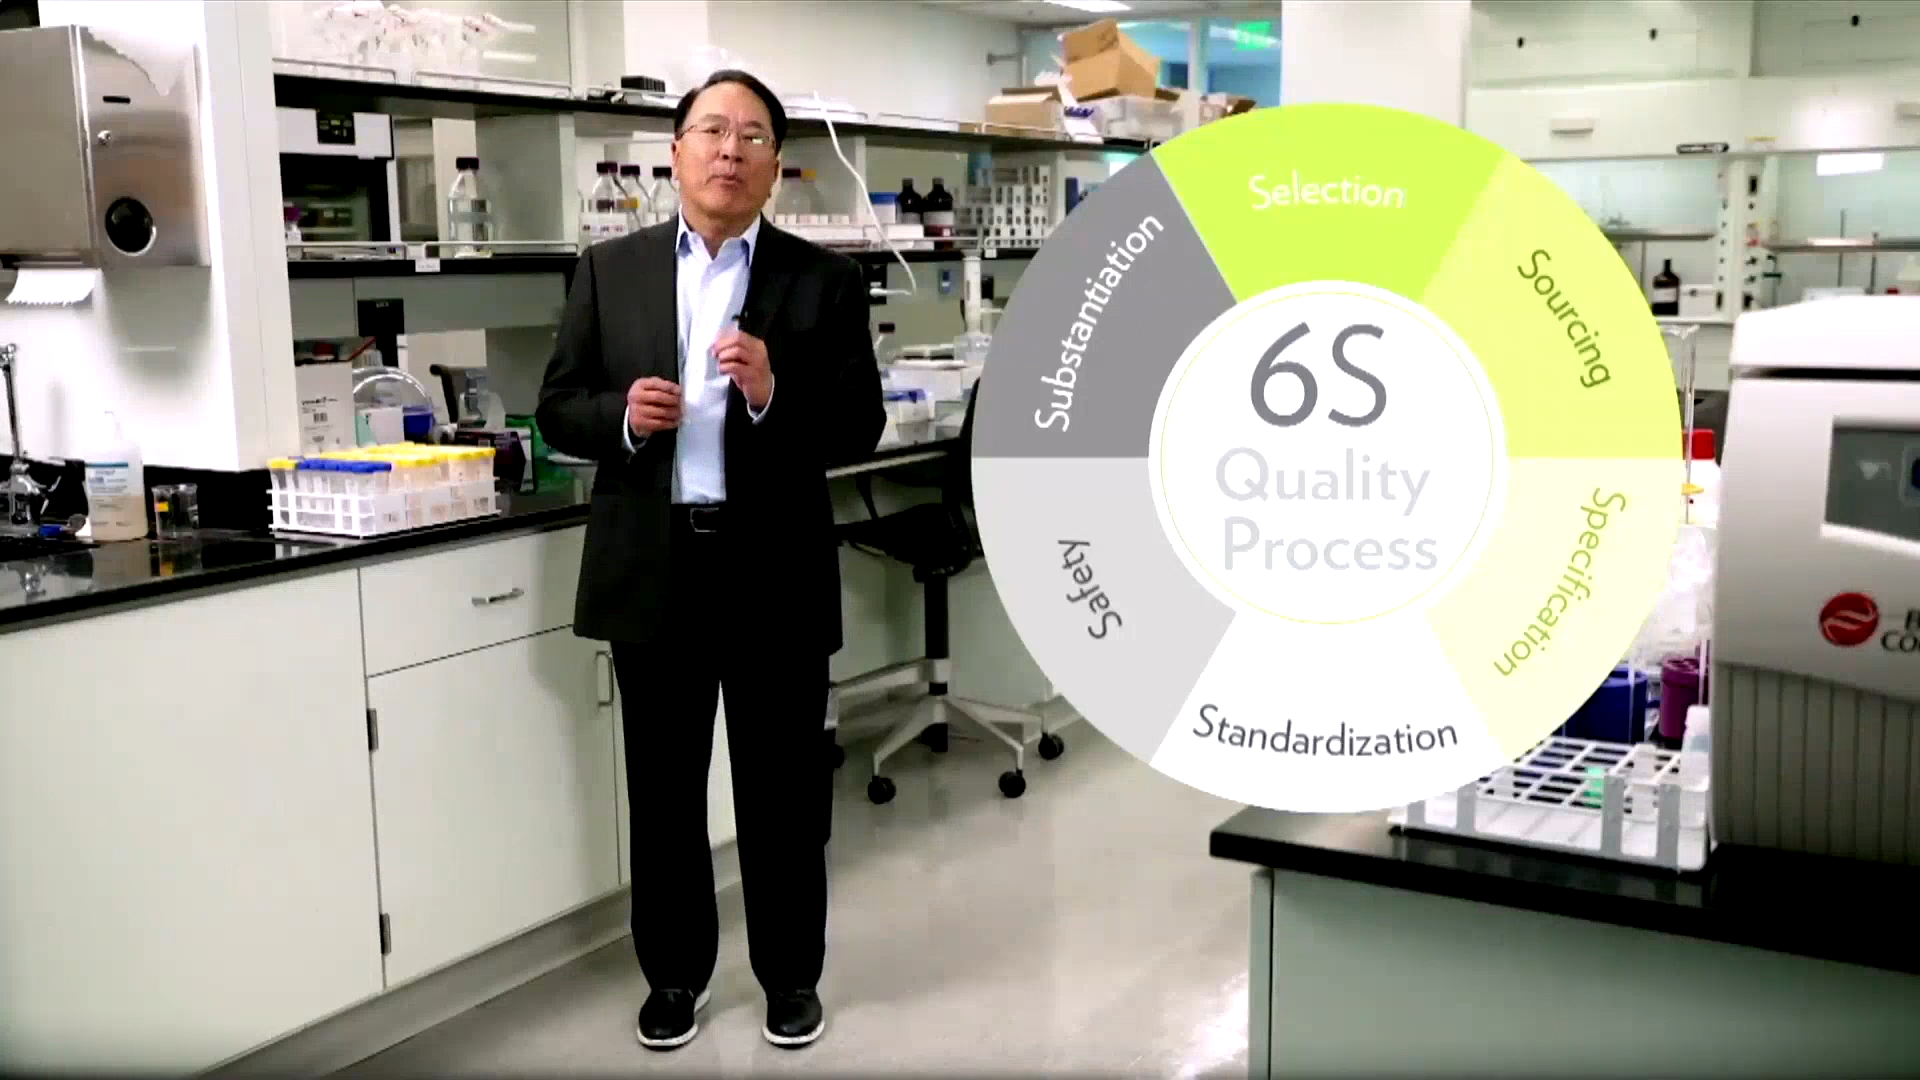 Selection
Sourcing
Specification
Standardization
Safety
Substantiation
6S
Quality
Process